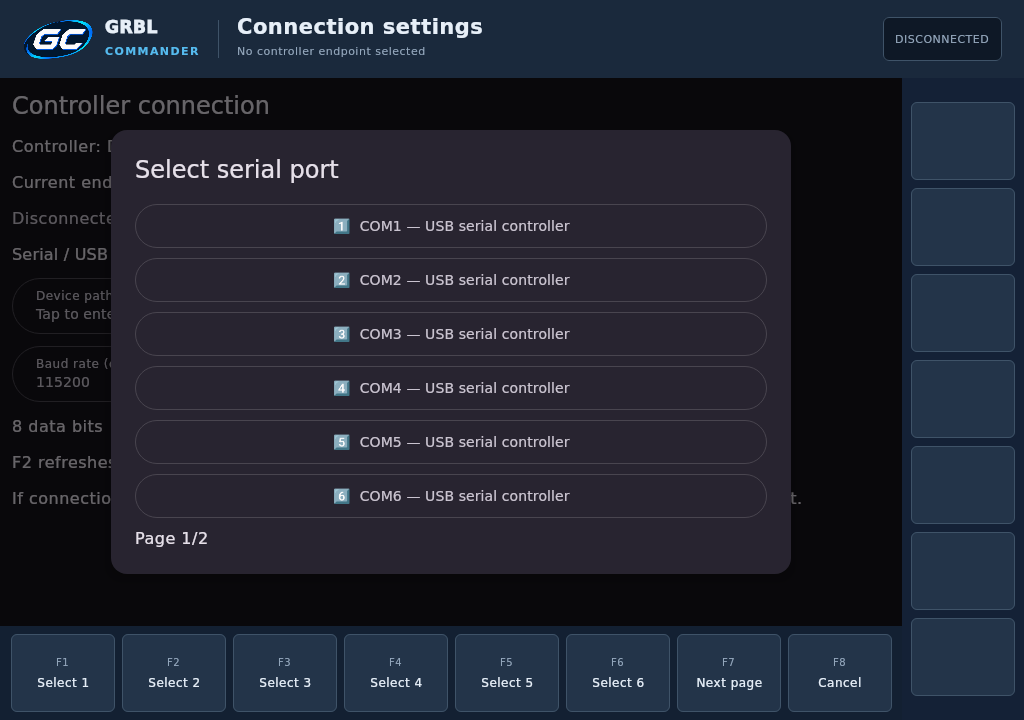 GC
GRBL
COMMANDER
Connection settings
No controller endpoint selected
DISCONNECTED
Controller connection
Controller:
Current end
Disconnecte
Serial / USB
Device path
Tap to ente
Baud rate (
115200
8 data bits
F2 refreshes
If connectio
t.
Select serial port
1 COM1 — USB serial controller
2 COM2 — USB serial controller
3 COM3 — USB serial controller
4 COM4 — USB serial controller
5 COM5 — USB serial controller
6 COM6 — USB serial controller
Page 1/2
F1
Select 1
F2
Select 2
F3
Select 3
F4
Select 4
F5
Select 5
F6
Select 6
F7
Next page
F8
Cancel